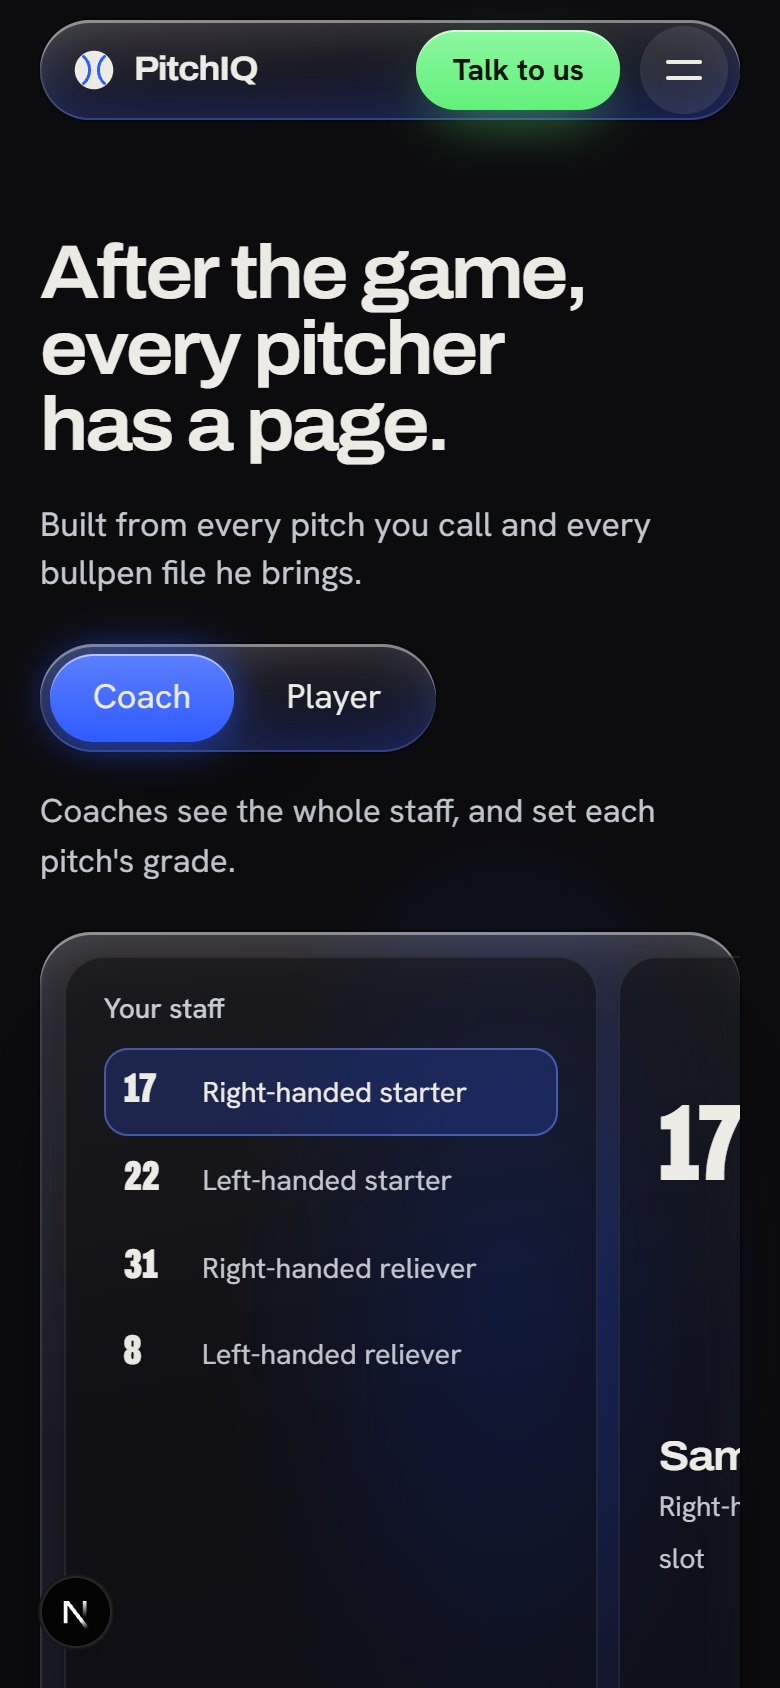 PitchIQ
Talk to us
After the game,
every pitcher
has a page.
Built from every pitch you call and every
bullpen file he brings.
Coach
Player
Coaches see the whole staff, and set each
pitch's grade.
Your staff
17 Right-handed starter
22 Left-handed starter
31 Right-handed reliever
8 Left-handed reliever
17
Sam
Right-h
slot
N